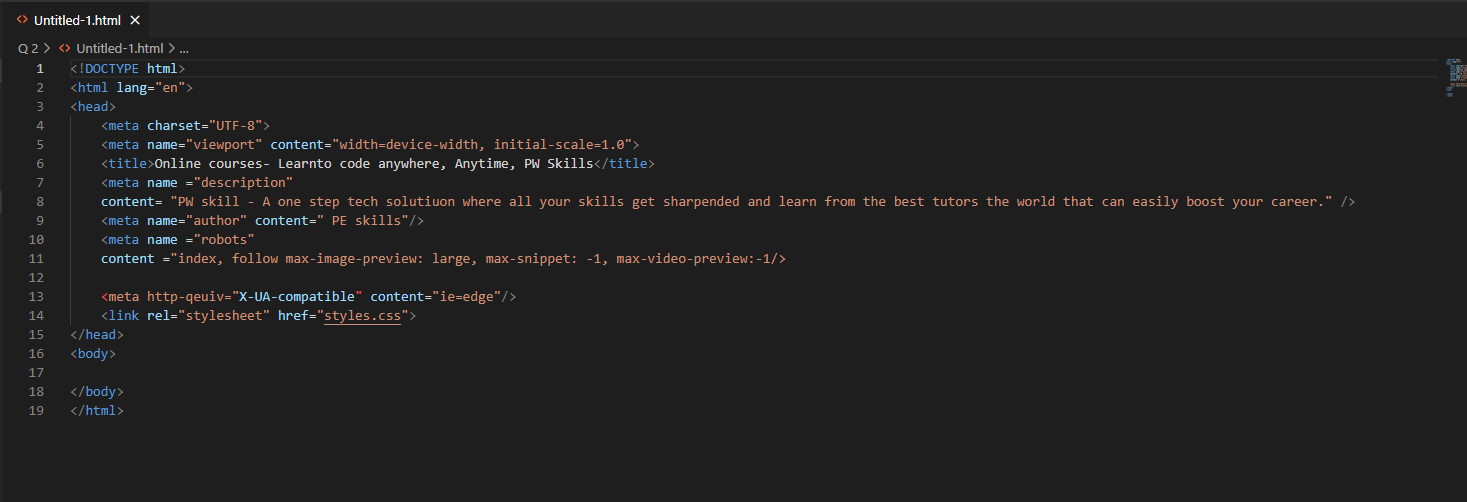 Untitled-1.html
Q 2 > Untitled-1.html > ...
1 <!DOCTYPE html>
2 <html lang="en">
3 <head>
4     <meta charset="UTF-8">
5     <meta name="viewport" content="width=device-width, initial-scale=1.0">
6     <title>Online courses- Learnto code anywhere, Anytime, PW Skills</title>
7     <meta name ="description"
8     content= "PW skill - A one step tech solutiuon where all your skills get sharpended and learn from the best tutors the world that can easily boost your career." />
9     <meta name="author" content=" PE skills"/>
10     <meta name ="robots"
11     content ="index, follow max-image-preview: large, max-snippet: -1, max-video-preview:-1/>
12
13     <meta http-qeuiv="X-UA-compatible" content="ie=edge"/>
14     <link rel="stylesheet" href="styles.css">
15 </head>
16 <body>
17
18 </body>
19 </html>